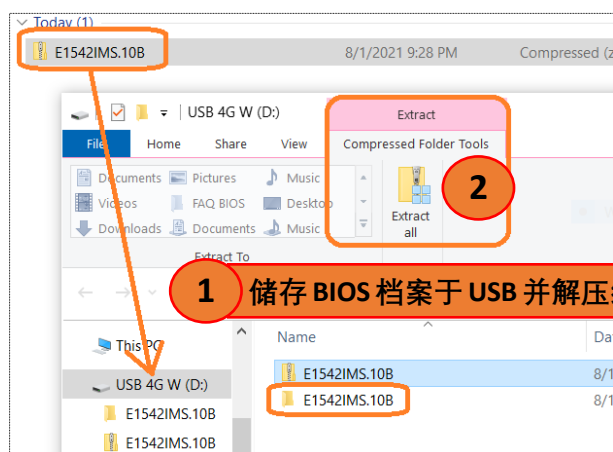 Today (1)
E1542IMS.10B 8/1/2021 9:28 PM Compressed (z
USB 4G W (D:) Extract
File Home Share View Compressed Folder Tools
Documents Pictures Music
Videos FAQ BIOS Desktop
Downloads Documents Music
Extract all
2
Extract To
1 储存 BIOS 档案于 USB 并解压
This PC Name Da
USB 4G W (D:) E1542IMS.10B 8/1
E1542IMS.10B E1542IMS.10B 8/1
E1542IMS.10B